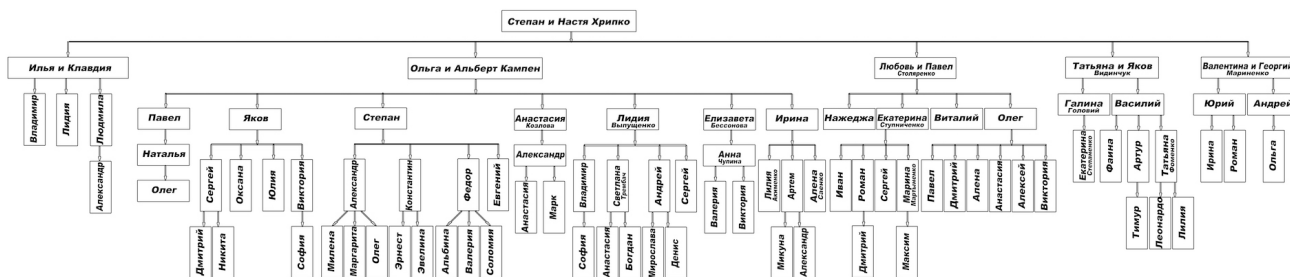 Степан и Настя Хрипко
Илья и Клавдия
Ольга и Альберт Кампен
Любовь и Павел
Столяренко
Татьяна и Яков
Видинчук
Валентина и Георгий
Мариненко
Владимир
Лидия
Людмила
Александр
Павел
Яков
Степан
Анастасия
Козлова
Лидия
Выпущенко
Елизавета
Бессонова
Ирина
Нажеджа
Екатерина
Ступниченко
Виталий
Олег
Галина
Головий
Василий
Юрий
Андрей
Наталья
Олег
Сергей
Оксана
Юлия
Виктория
Дмитрий
Никита
София
Александр
Константин
Федор
Евгений
Милена
Маргарита
Олег
Эрнест
Эвелина
Альбина
Валерия
Соломия
Александр
Анастасия
Марк
Владимир
Светлана
Андрей
Сергей
София
Анастасия
Богдан
Мирослава
Денис
Анна
Чупина
Валерия
Виктория
Лилия
Артем
Алена
Микуна
Александр
Иван
Роман
Сергей
Марина
Мартыненко
Дмитрий
Максим
Павел
Дмитрий
Алена
Анастасия
Алексей
Виктория
Екатерина
Фаина
Артур
Татьяна
Тимур
Леонардо
Лилия
Ирина
Роман
Ольга